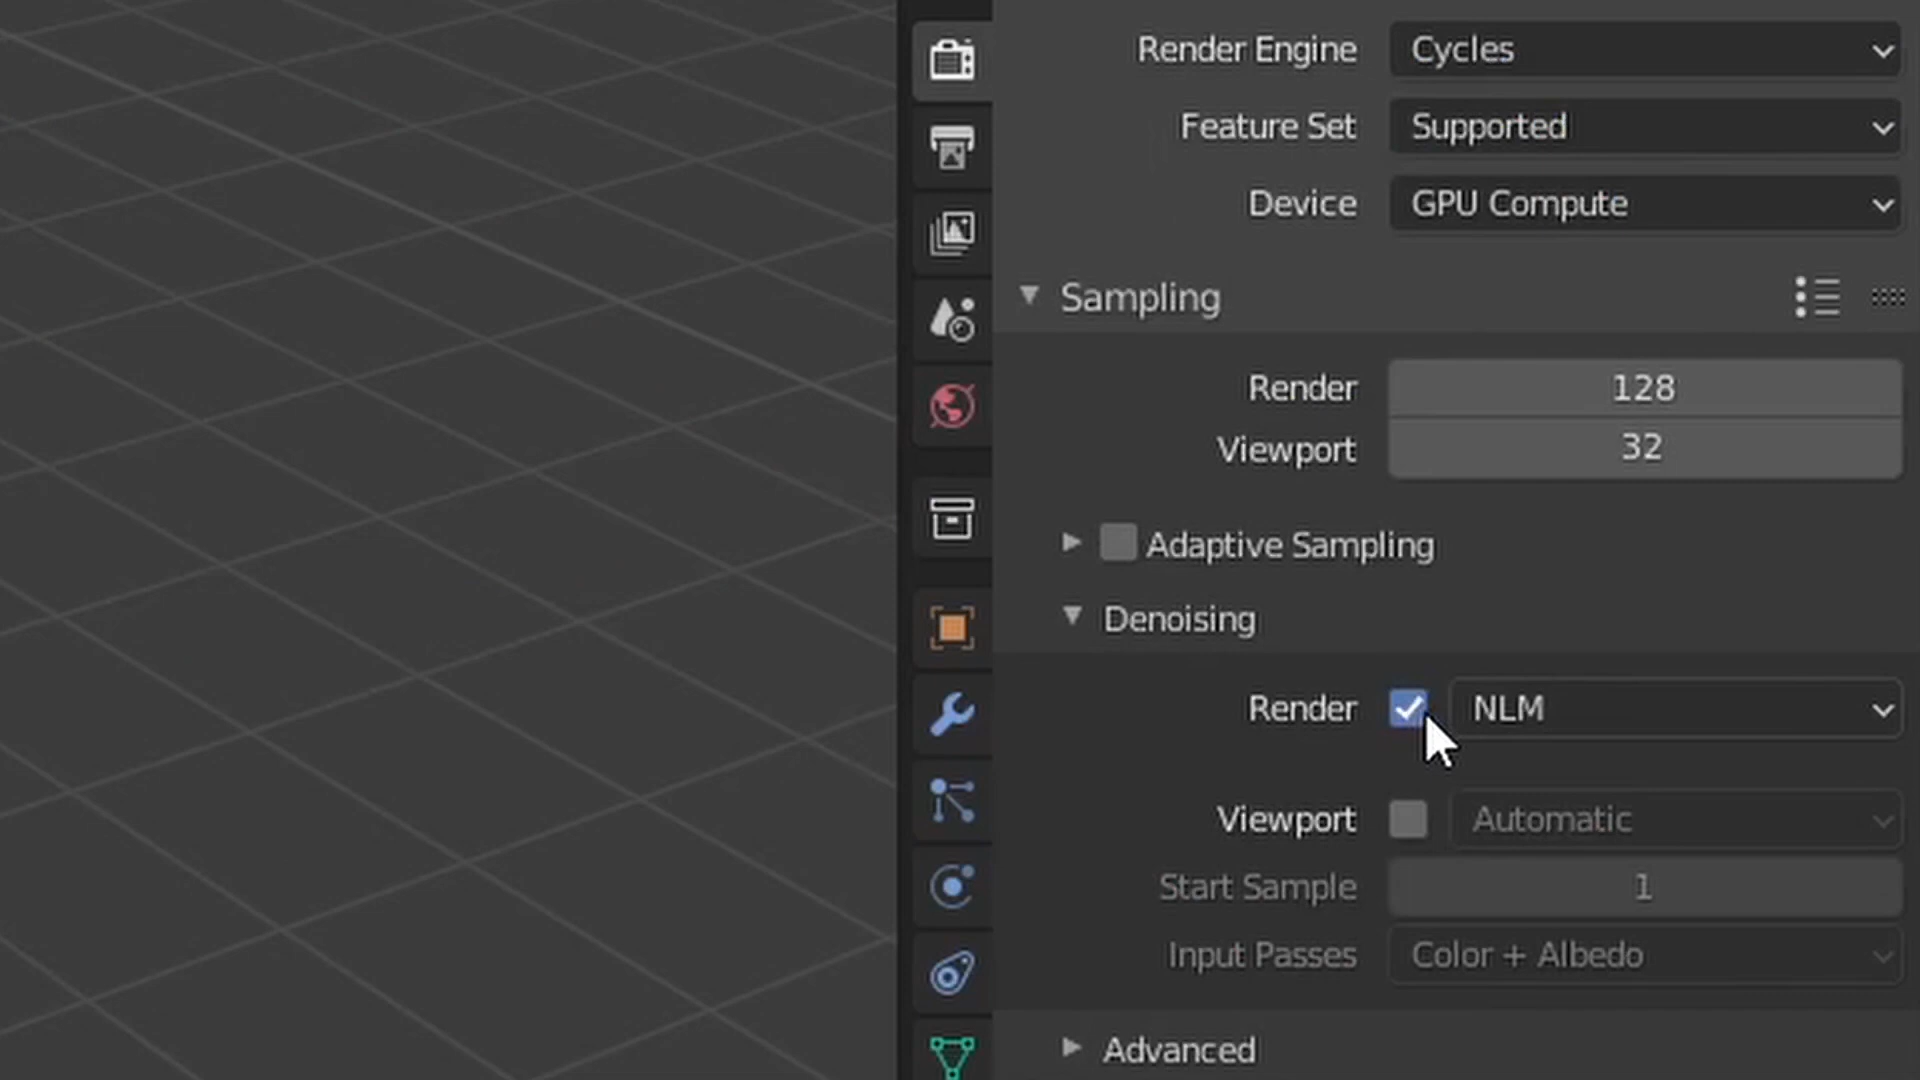 Render Engine Cycles
Feature Set Supported
Device GPU Compute
Sampling
Render 128
Viewport 32
Adaptive Sampling
Denoising
Render NLM
Viewport Automatic
Start Sample 1
Input Passes Color + Albedo
Advanced